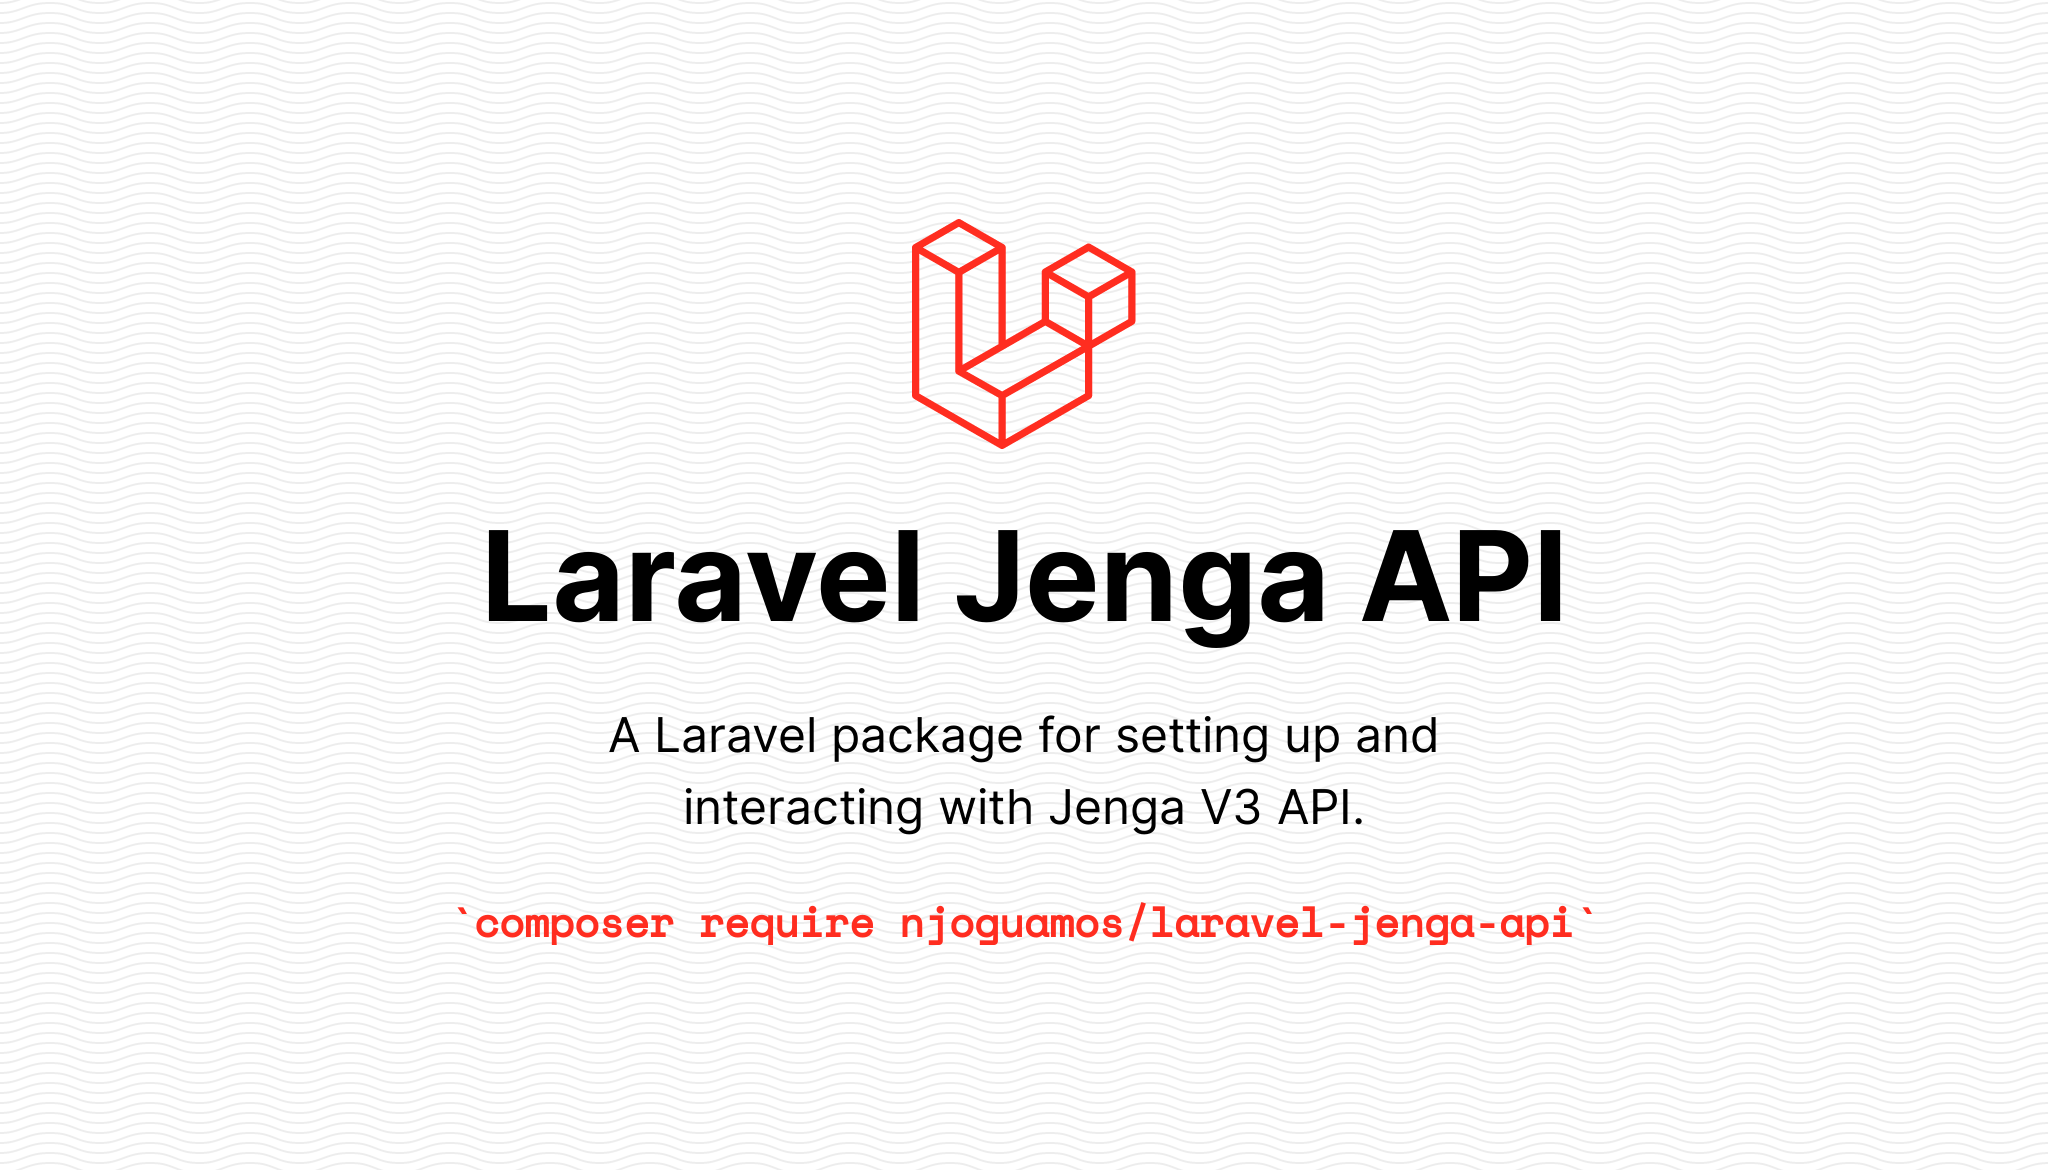 Laravel Jenga API
A Laravel package for setting up and
interacting with Jenga V3 API.
`composer require njoguamos/laravel-jenga-api`